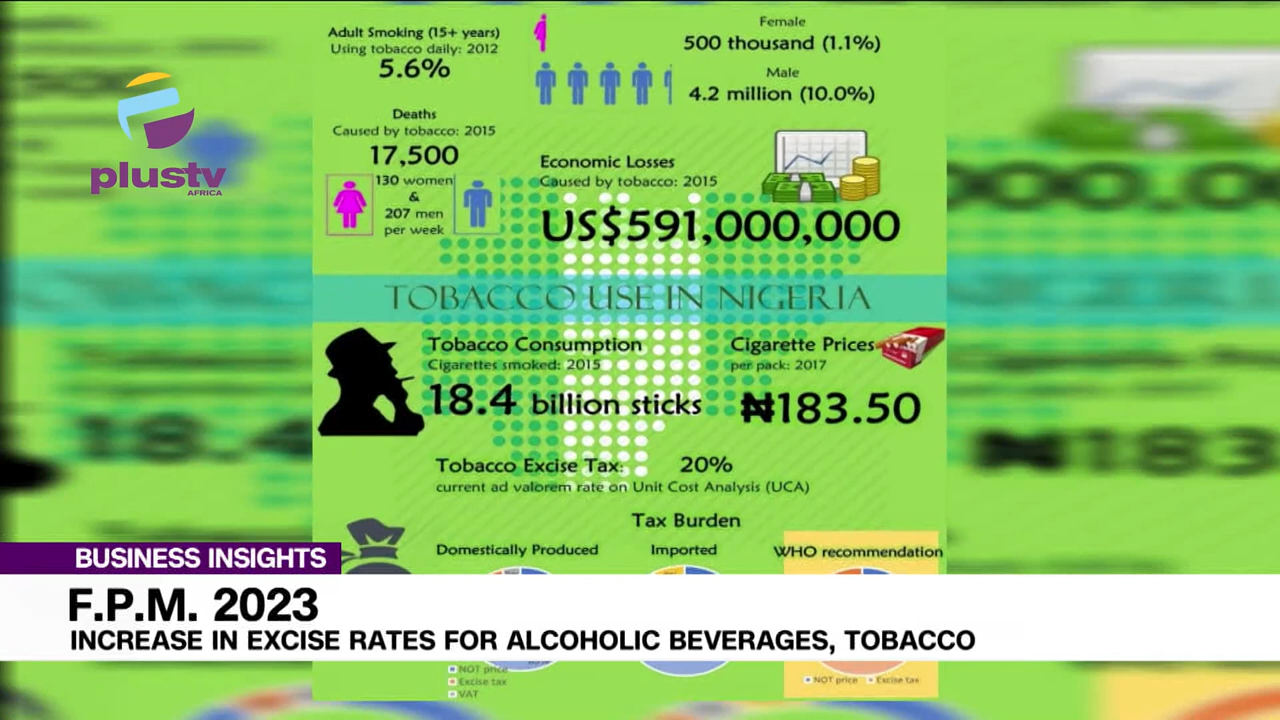 Adult Smoking (15+ years)
Using tobacco daily: 2012
5.6%
Female
500 thousand (1.1%)
Male
4.2 million (10.0%)
plustv
AFRICA
Deaths
Caused by tobacco: 2015
17,500
130 women
&
207 men
per week
Economic Losses
Caused by tobacco: 2015
US$591,000,000
TOBACCO USE IN NIGERIA
Tobacco Consumption
Cigarettes smoked: 2015
18.4 billion sticks
Cigarette Prices
per pack: 2017
₦183.50
Tobacco Excise Tax: 20%
current ad valorem rate on Unit Cost Analysis (UCA)
Tax Burden
Domestically Produced
Imported
WHO recommendation
BUSINESS INSIGHTS
F.P.M. 2023
INCREASE IN EXCISE RATES FOR ALCOHOLIC BEVERAGES, TOBACCO
NOT price
Excise tax
VAT
NOT price Excise tax